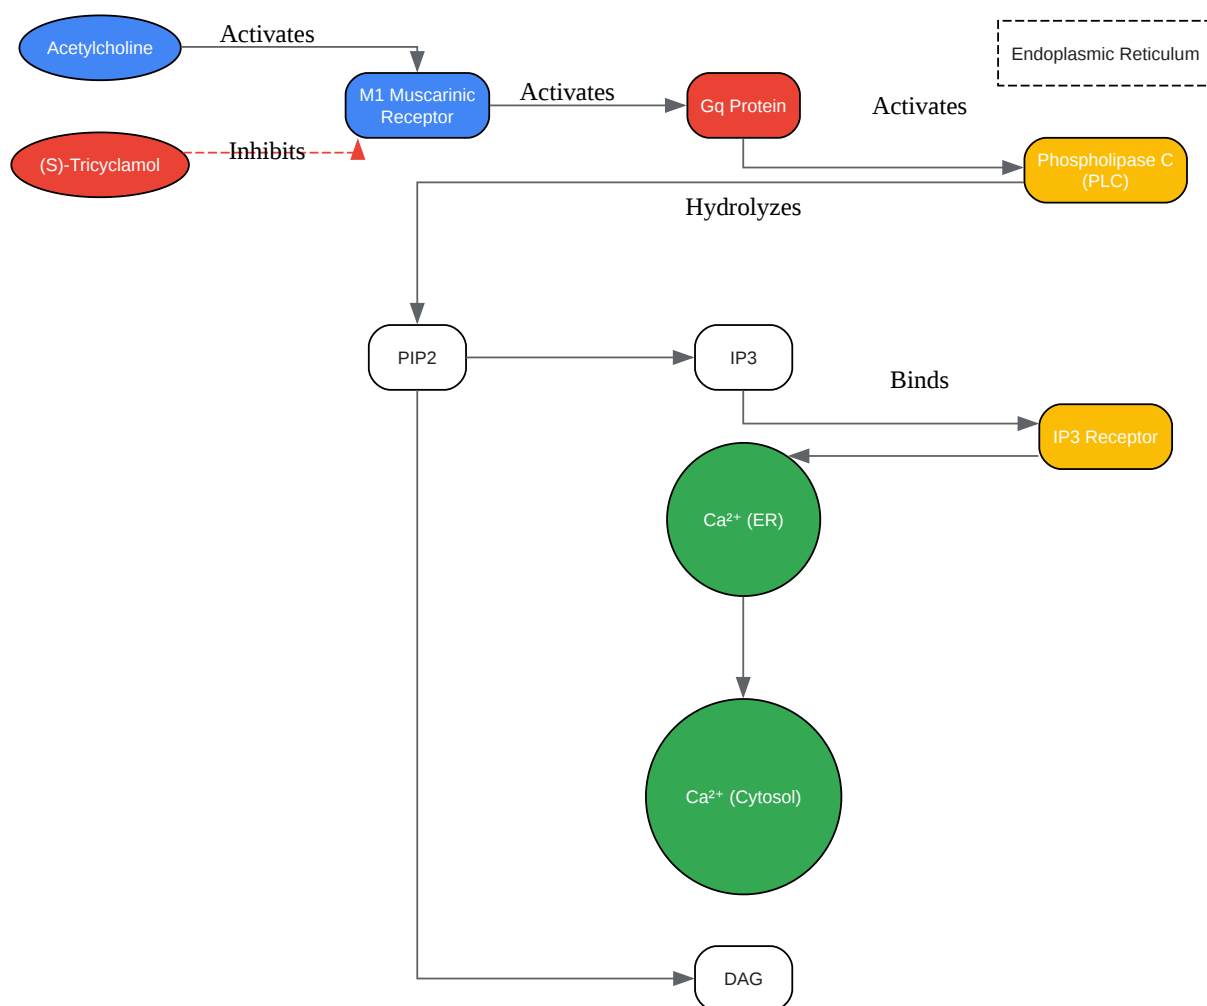 Acetylcholine
Activates
Endoplasmic Reticulum
M1 Muscarinic
Receptor
Activates
Gq Protein
Activates
(S)-Tricyclamol
Inhibits
Phospholipase C
(PLC)
Hydrolyzes
PIP2
IP3
Binds
IP3 Receptor
Ca²⁺ (ER)
Ca²⁺ (Cytosol)
DAG